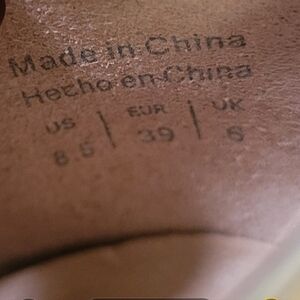 Made in China
Hecho en China
US | EUR | UK
8.5 | 39 | 6